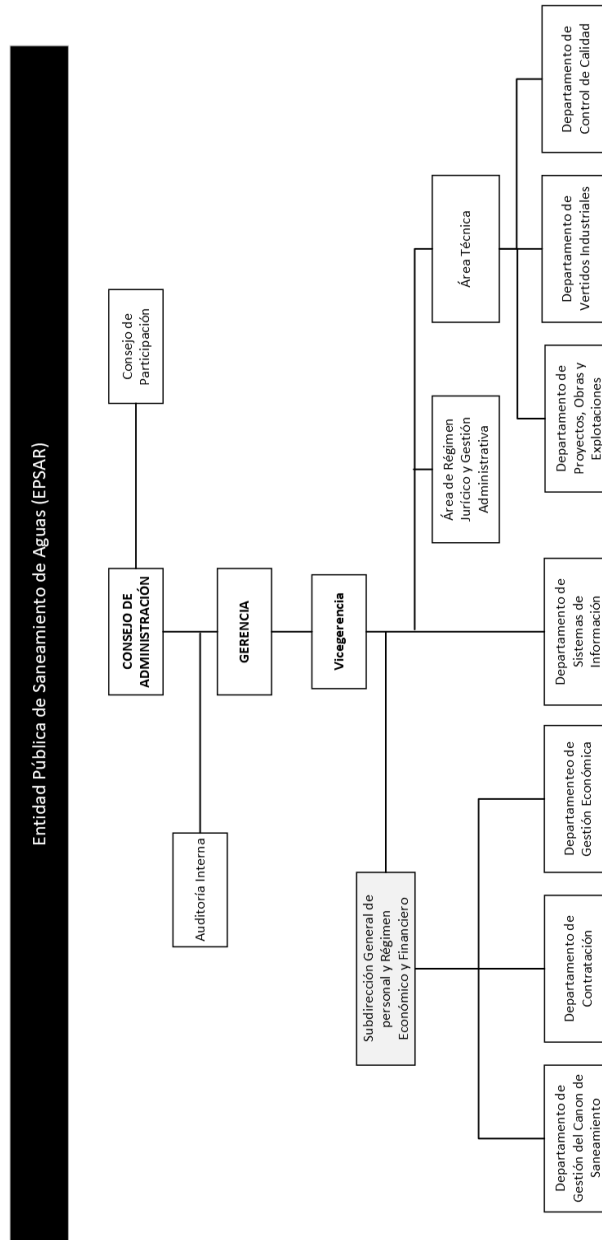 Entidad Pública de Saneamiento de Aguas (EPSAR)
Consejo de
Participación
CONSEJO DE
ADMINISTRACIÓN
Auditoría Interna
GERENCIA
Vicegerencia
Subdirección General de
personal y Régimen
Económico y Financiero
Área de Régimen
Jurícico y Gestión
Administrativa
Área Técnica
Departamento de
Gestión del Canon de
Saneamiento
Departamento de
Contratación
Departamenteo de
Gestión Económica
Departamento de
Sistemas de
Información
Departamento de
Proyectos, Obras y
Explotaciones
Departamento de
Vertidos Industriales
Departamento de
Control de Calidad